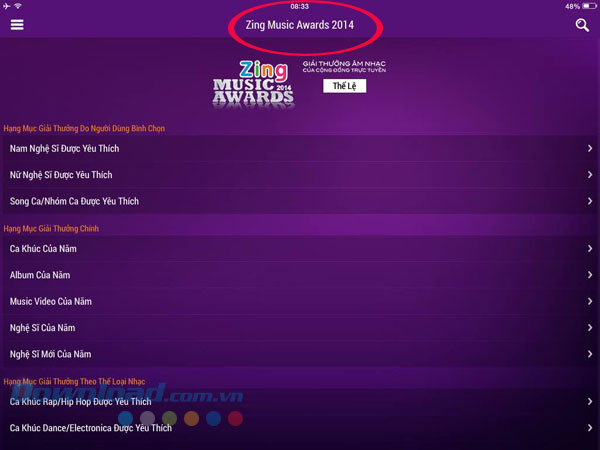 08:33
48%
Zing Music Awards 2014
Zing
MUSIC
2014
AWARDS
GIẢI THƯỞNG ÂM NHẠC
CỦA CỘNG ĐỒNG TRỰC TUYẾN
Thể Lệ
Hạng Mục Giải Thưởng Do Người Dùng Bình Chọn
Nam Nghệ Sĩ Được Yêu Thích
Nữ Nghệ Sĩ Được Yêu Thích
Song Ca/Nhóm Ca Được Yêu Thích
Hạng Mục Giải Thưởng Chính
Ca Khúc Của Năm
Album Của Năm
Music Video Của Năm
Nghệ Sĩ Của Năm
Nghệ Sĩ Mới Của Năm
Hạng Mục Giải Thưởng Theo Thể Loại Nhạc
Download.com.vn
Ca Khúc Rap/Hip Hop Được Yêu Thích
Ca Khúc Dance/Electronica Được Yêu Thích